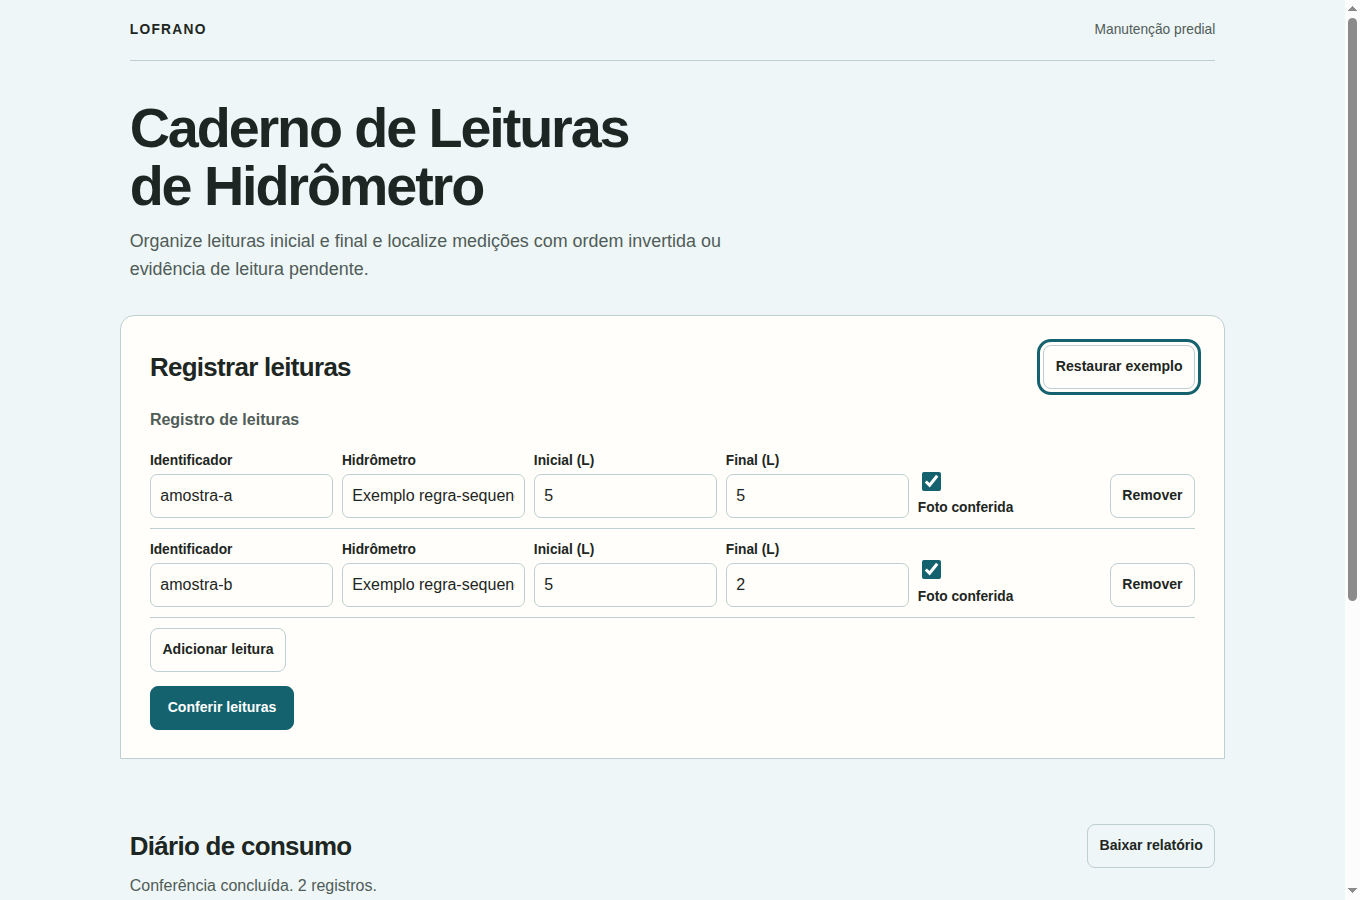 LOFRANO
Manutenção predial
Caderno de Leituras
de Hidrômetro
Organize leituras inicial e final e localize medições com ordem invertida ou
evidência de leitura pendente.
Registrar leituras
Restaurar exemplo
Registro de leituras
Identificador Hidrômetro Inicial (L) Final (L)
amostra-a Exemplo regra-sequen 5 5 Foto conferida Remover
Identificador Hidrômetro Inicial (L) Final (L)
amostra-b Exemplo regra-sequen 5 2 Foto conferida Remover
Adicionar leitura
Conferir leituras
Diário de consumo
Baixar relatório
Conferência concluída. 2 registros.